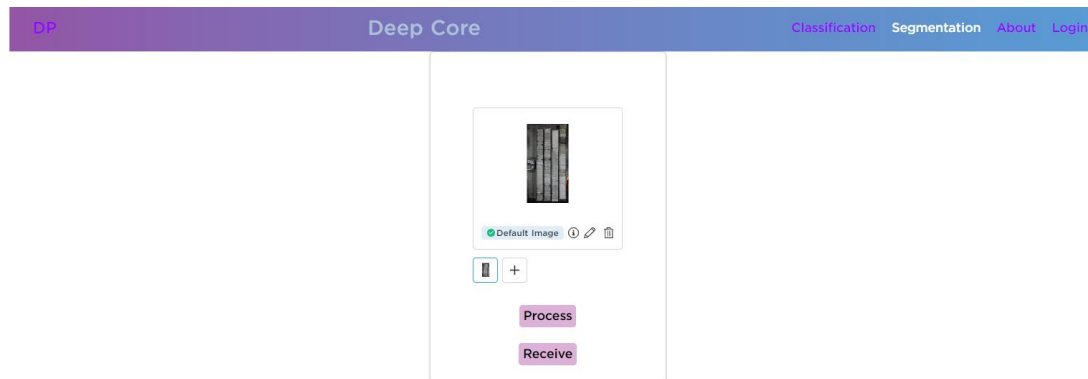 DP Deep Core Classification Segmentation About Login
Default Image
Process
Receive